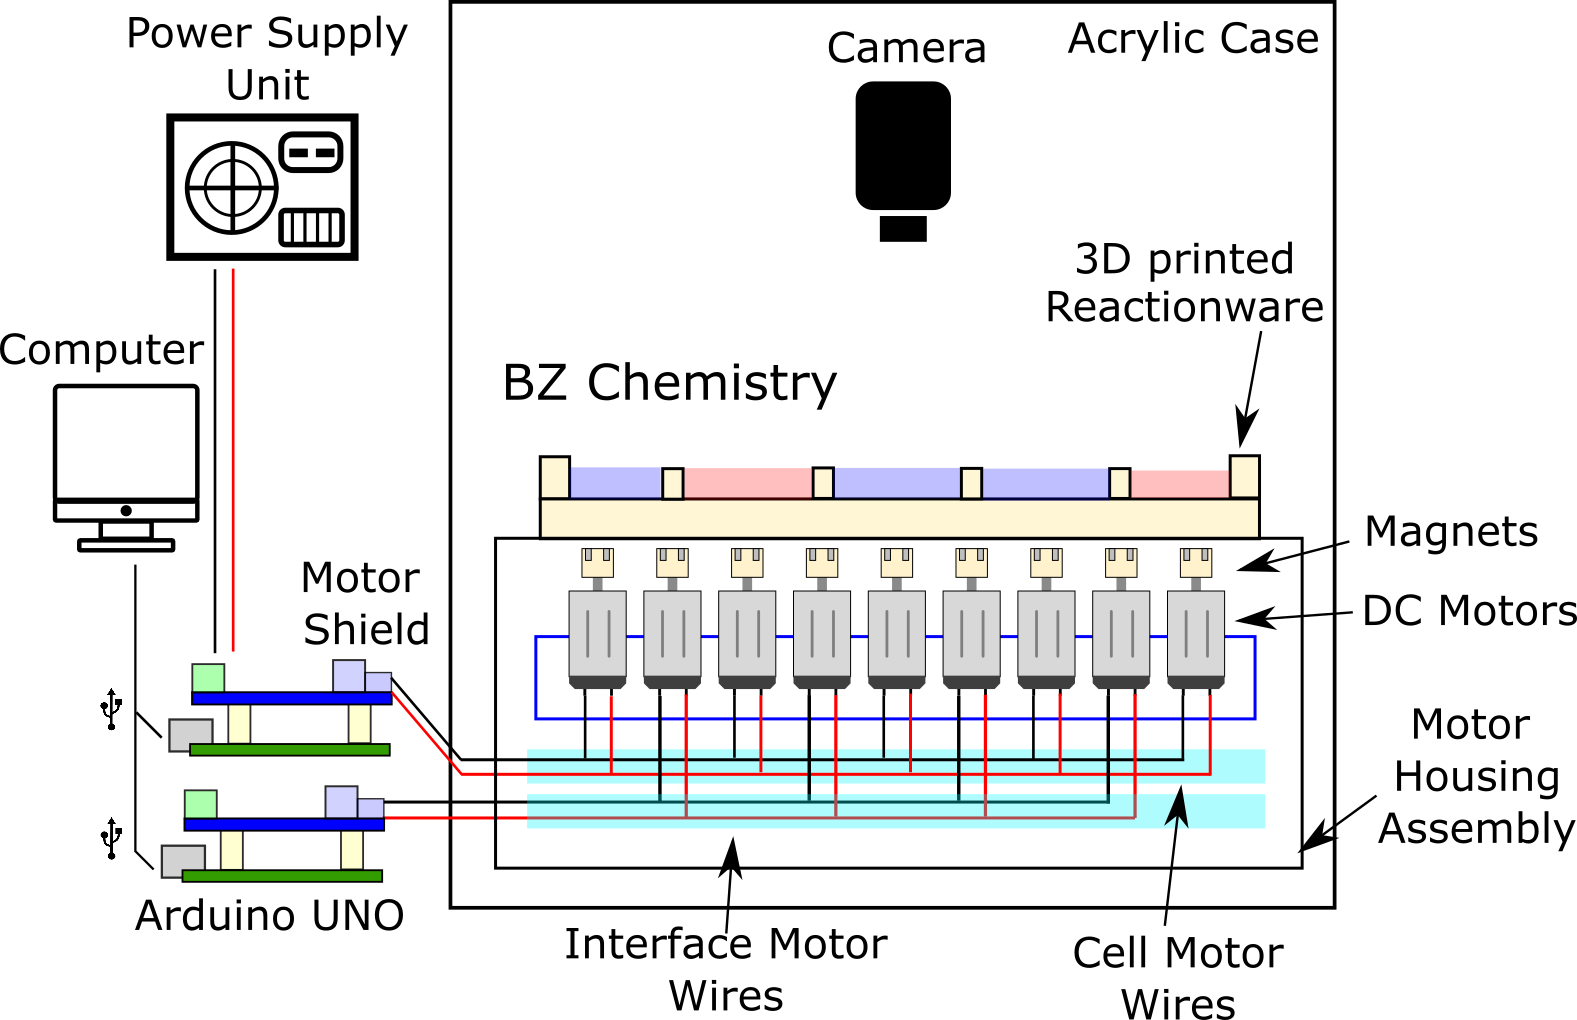 Power Supply
Unit
Camera
Acrylic Case
3D printed
Reactionware
Computer
BZ Chemistry
Magnets
Motor
Shield
DC Motors
Motor
Housing
Assembly
Arduino UNO
Interface Motor
Wires
Cell Motor
Wires